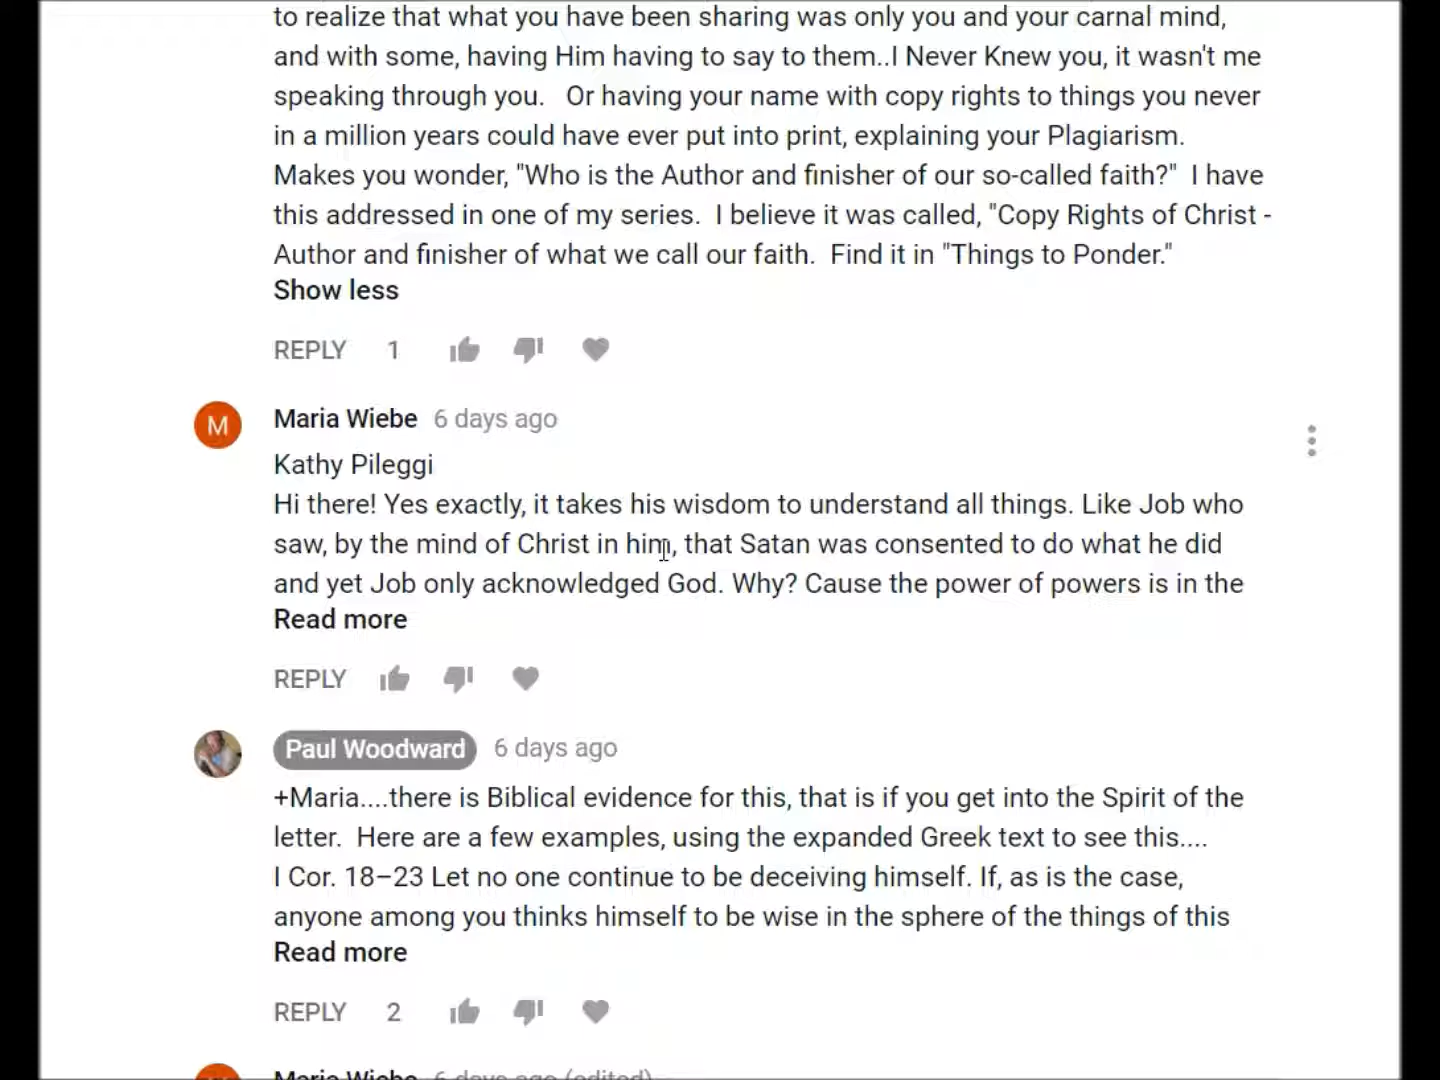 to realize that what you have been sharing was only you and your carnal mind,
and with some, having Him having to say to them..I Never Knew you, it wasn't me
speaking through you.   Or having your name with copy rights to things you never
in a million years could have ever put into print, explaining your Plagiarism.
Makes you wonder, "Who is the Author and finisher of our so-called faith?"  I have
this addressed in one of my series.  I believe it was called, "Copy Rights of Christ -
Author and finisher of what we call our faith.  Find it in "Things to Ponder."
Show less
REPLY 1
M
Maria Wiebe 6 days ago
Kathy Pileggi
Hi there! Yes exactly, it takes his wisdom to understand all things. Like Job who
saw, by the mind of Christ in him, that Satan was consented to do what he did
and yet Job only acknowledged God. Why? Cause the power of powers is in the
Read more
REPLY
Paul Woodward 6 days ago
+Maria....there is Biblical evidence for this, that is if you get into the Spirit of the
letter.  Here are a few examples, using the expanded Greek text to see this....
I Cor. 18–23 Let no one continue to be deceiving himself. If, as is the case,
anyone among you thinks himself to be wise in the sphere of the things of this
Read more
REPLY 2
Maria Wiebe 6 days ago (edited)